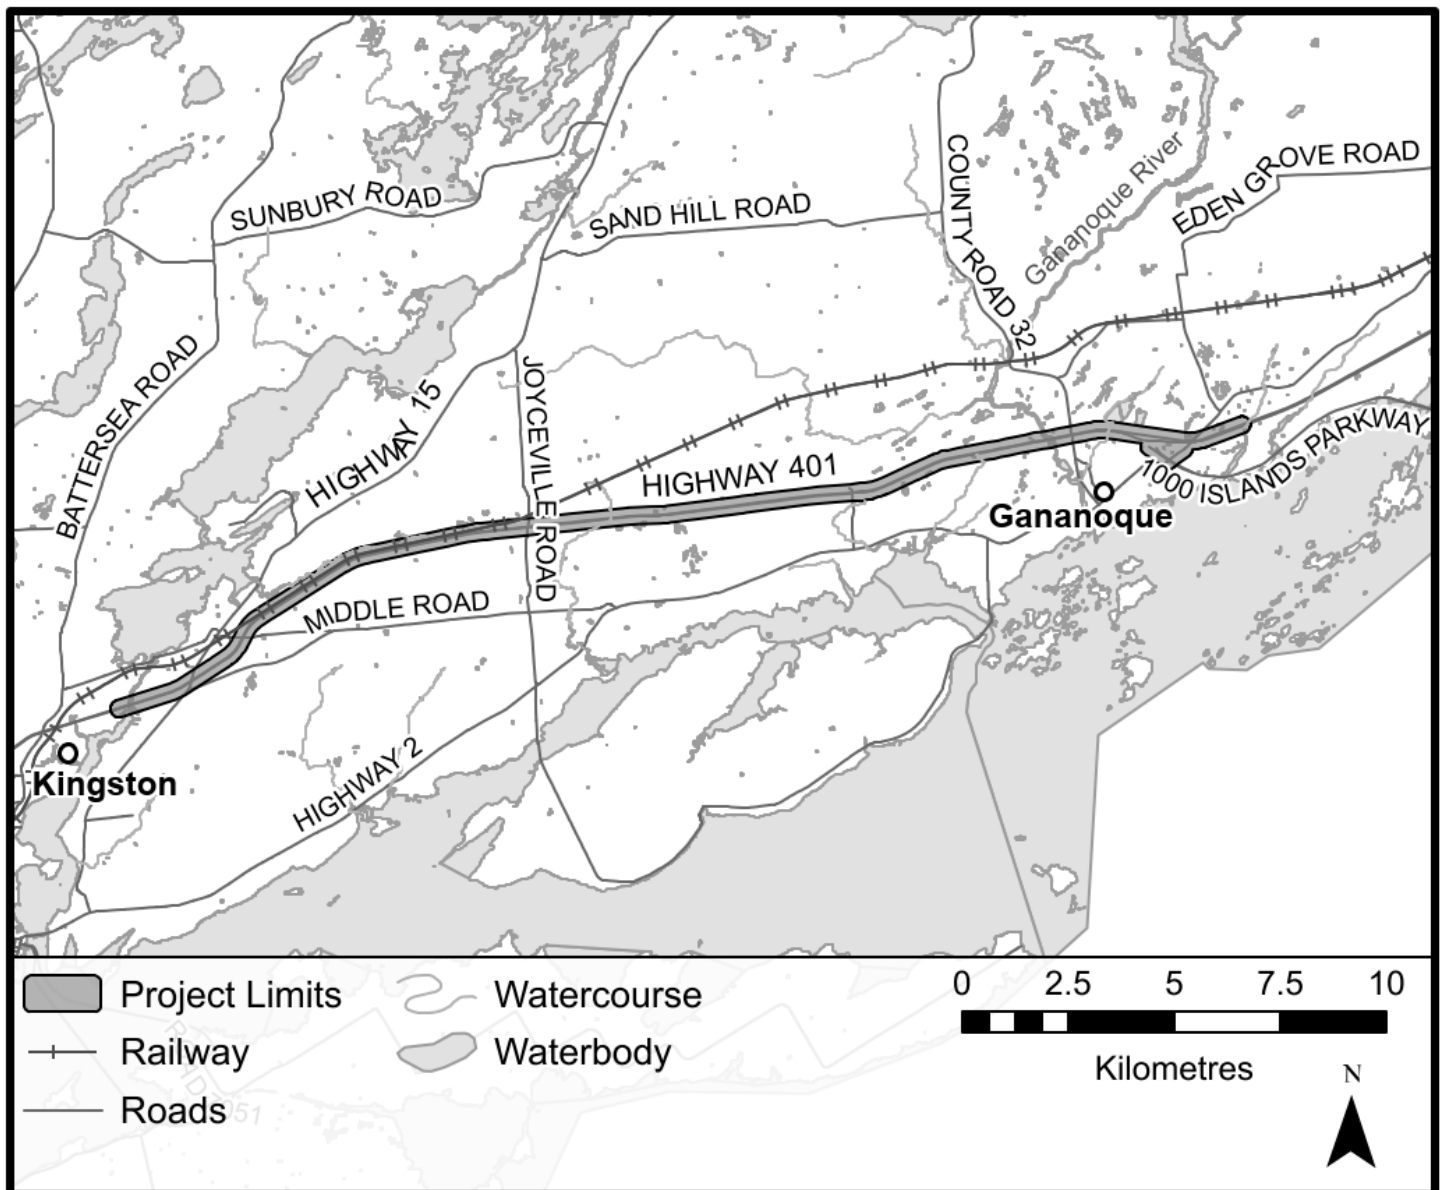 SUNBURY ROAD
SAND HILL ROAD
COUNTY ROAD 32
Gananoque River
EDEN GROVE ROAD
BATTERSEA ROAD
HIGHWAY 15
JOYCEVILLE ROAD
HIGHWAY 401
1000 ISLANDS PARKWAY
Gananoque
MIDDLE ROAD
Kingston
HIGHWAY 2
Project Limits
Watercourse
Railway
Waterbody
Roads
0 2.5 5 7.5 10
Kilometres
N